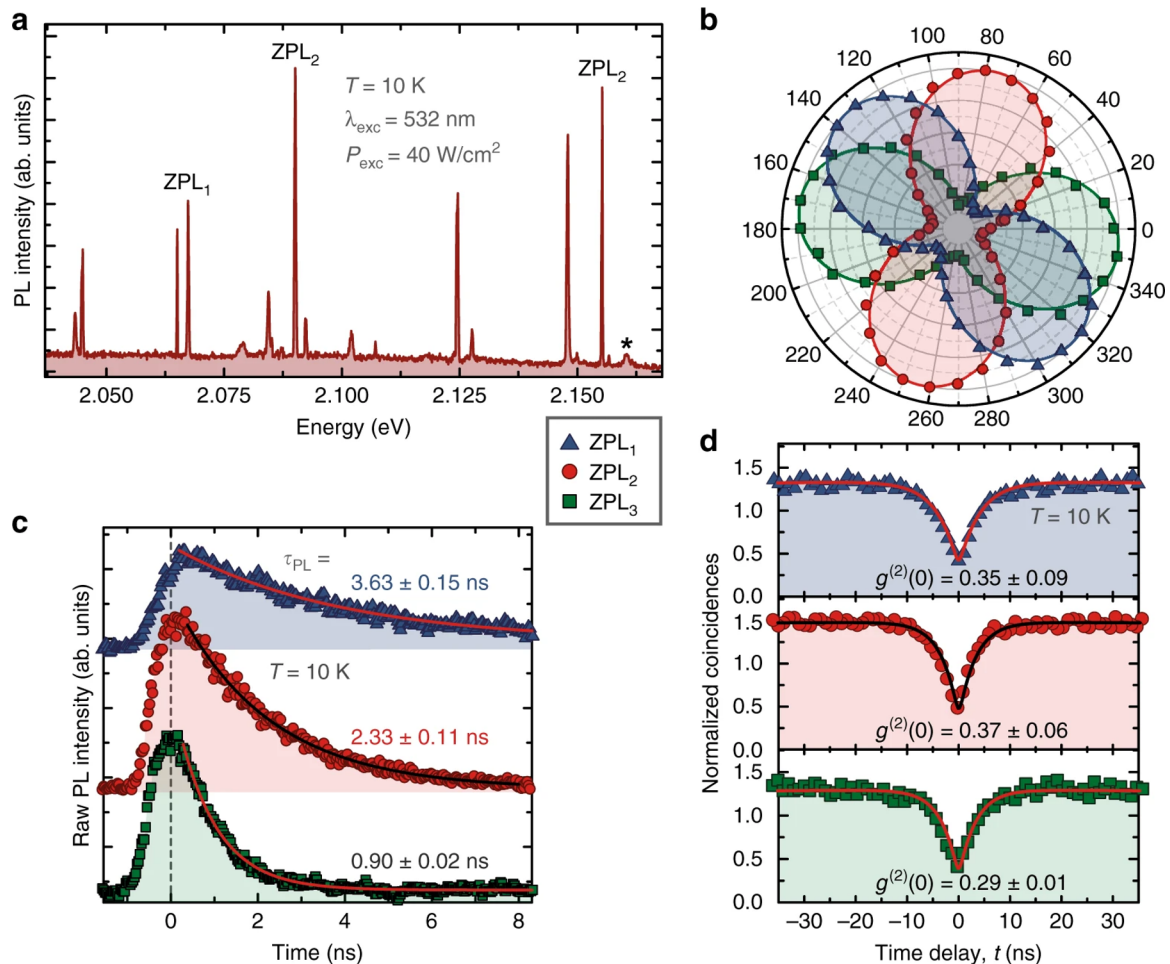 a
PL intensity (ab. units)
ZPL1
ZPL2
ZPL2
T = 10 K
λexc = 532 nm
Pexc = 40 W/cm²
*
2.050 2.075 2.100 2.125 2.150
Energy (eV)
b
100 80
120 60
140 40
160 20
180 0
200 340
220 320
240 300
260 280
ZPL1
ZPL2
ZPL3
c
Raw PL intensity (ab. units)
τPL =
3.63 ± 0.15 ns
T = 10 K
2.33 ± 0.11 ns
0.90 ± 0.02 ns
0 2 4 6 8
Time (ns)
d
Normalized coincidences
1.5
1.0
0.5
0.0
T = 10 K
g(2)(0) = 0.35 ± 0.09
1.5
1.0
0.5
0.0
g(2)(0) = 0.37 ± 0.06
1.5
1.0
0.5
0.0
g(2)(0) = 0.29 ± 0.01
−30 −20 −10 0 10 20 30
Time delay, t (ns)